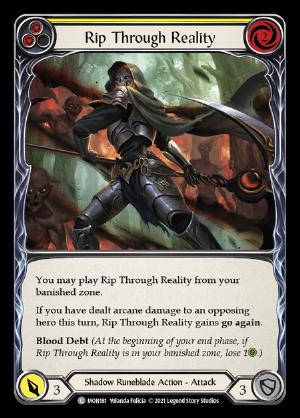 Rip Through Reality
2
You may play Rip Through Reality from your
banished zone.
If you have dealt arcane damage to an opposing
hero this turn, Rip Through Reality gains go again.
Blood Debt (At the beginning of your end phase, if
Rip Through Reality is in your banished zone, lose 1.)
3
Shadow Runeblade Action - Attack
3
C MON181 Yolanda Felicia © 2021 Legend Story Studios